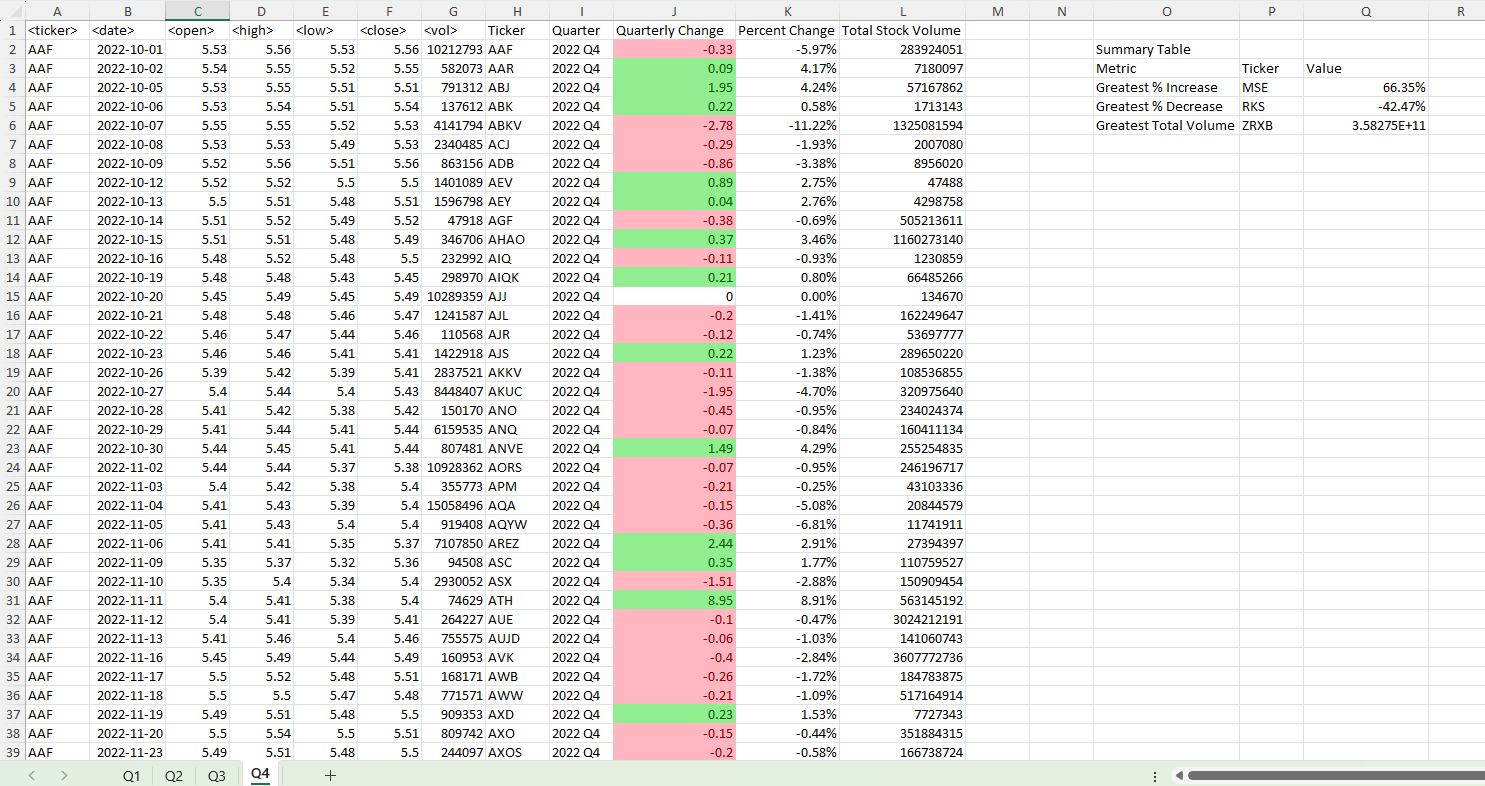 A B C D E F G H I J K L M N O P Q R
1 <ticker> <date> <open> <high> <low> <close> <vol> Ticker Quarter Quarterly Change Percent Change Total Stock Volume
2 AAF 2022-10-01 5.53 5.56 5.53 5.56 10212793 AAF 2022 Q4 -0.33 -5.97% 283924051 Summary Table
3 AAF 2022-10-02 5.54 5.55 5.52 5.55 582073 AAR 2022 Q4 0.09 4.17% 7180097 Metric Ticker Value
4 AAF 2022-10-05 5.53 5.55 5.51 5.51 791312 ABJ 2022 Q4 1.95 4.24% 57167862 Greatest % Increase MSE 66.35%
5 AAF 2022-10-06 5.53 5.54 5.51 5.54 137612 ABK 2022 Q4 0.22 0.58% 1713143 Greatest % Decrease RKS -42.47%
6 AAF 2022-10-07 5.55 5.55 5.52 5.53 4141794 ABKV 2022 Q4 -2.78 -11.22% 1325081594 Greatest Total Volume ZRXB 3.58275E+11
7 AAF 2022-10-08 5.53 5.53 5.49 5.53 2340485 ACJ 2022 Q4 -0.29 -1.93% 2007080
8 AAF 2022-10-09 5.52 5.56 5.51 5.56 863156 ADB 2022 Q4 -0.86 -3.38% 8956020
9 AAF 2022-10-12 5.52 5.52 5.5 5.5 1401089 AEV 2022 Q4 0.89 2.75% 47488
10 AAF 2022-10-13 5.5 5.51 5.48 5.51 1596798 AEY 2022 Q4 0.04 2.76% 4298758
11 AAF 2022-10-14 5.51 5.52 5.49 5.52 47918 AGF 2022 Q4 -0.38 -0.69% 505213611
12 AAF 2022-10-15 5.51 5.51 5.48 5.49 346706 AHAO 2022 Q4 0.37 3.46% 1160273140
13 AAF 2022-10-16 5.48 5.52 5.48 5.5 232992 AIQ 2022 Q4 -0.11 -0.93% 1230859
14 AAF 2022-10-19 5.48 5.48 5.43 5.45 298970 AIQK 2022 Q4 0.21 0.80% 66485266
15 AAF 2022-10-20 5.45 5.49 5.45 5.49 10289359 AJJ 2022 Q4 0 0.00% 134670
16 AAF 2022-10-21 5.48 5.48 5.46 5.47 1241587 AJL 2022 Q4 -0.2 -1.41% 162249647
17 AAF 2022-10-22 5.46 5.47 5.44 5.46 110568 AJR 2022 Q4 -0.12 -0.74% 53697777
18 AAF 2022-10-23 5.46 5.46 5.41 5.41 1422918 AJS 2022 Q4 0.22 1.23% 289650220
19 AAF 2022-10-26 5.39 5.42 5.39 5.41 2837521 AKKV 2022 Q4 -0.11 -1.38% 108536855
20 AAF 2022-10-27 5.4 5.44 5.4 5.43 8448407 AKUC 2022 Q4 -1.95 -4.70% 320975640
21 AAF 2022-10-28 5.41 5.42 5.38 5.42 150170 ANO 2022 Q4 -0.45 -0.95% 234024374
22 AAF 2022-10-29 5.41 5.44 5.41 5.44 6159535 ANQ 2022 Q4 -0.07 -0.84% 160411134
23 AAF 2022-10-30 5.44 5.45 5.41 5.44 807481 ANVE 2022 Q4 1.49 4.29% 255254835
24 AAF 2022-11-02 5.44 5.44 5.37 5.38 10928362 AORS 2022 Q4 -0.07 -0.95% 246196717
25 AAF 2022-11-03 5.4 5.42 5.38 5.4 355773 APM 2022 Q4 -0.21 -0.25% 43103336
26 AAF 2022-11-04 5.41 5.43 5.39 5.4 15058496 AQA 2022 Q4 -0.15 -5.08% 20844579
27 AAF 2022-11-05 5.41 5.43 5.4 5.4 919408 AQYW 2022 Q4 -0.36 -6.81% 11741911
28 AAF 2022-11-06 5.41 5.41 5.35 5.37 7107850 AREZ 2022 Q4 2.44 2.91% 27394397
29 AAF 2022-11-09 5.35 5.37 5.32 5.36 94508 ASC 2022 Q4 0.35 1.77% 110759527
30 AAF 2022-11-10 5.35 5.4 5.34 5.4 2930052 ASX 2022 Q4 -1.51 -2.88% 150909454
31 AAF 2022-11-11 5.4 5.41 5.38 5.4 74629 ATH 2022 Q4 8.95 8.91% 563145192
32 AAF 2022-11-12 5.4 5.41 5.39 5.41 264227 AUE 2022 Q4 -0.1 -0.47% 3024212191
33 AAF 2022-11-13 5.41 5.46 5.4 5.46 755575 AUJD 2022 Q4 -0.06 -1.03% 141060743
34 AAF 2022-11-16 5.45 5.49 5.44 5.49 160953 AVK 2022 Q4 -0.4 -2.84% 3607772736
35 AAF 2022-11-17 5.5 5.52 5.48 5.51 168171 AWB 2022 Q4 -0.26 -1.72% 184783875
36 AAF 2022-11-18 5.5 5.5 5.47 5.48 771571 AWW 2022 Q4 -0.21 -1.09% 517164914
37 AAF 2022-11-19 5.49 5.51 5.48 5.5 909353 AXD 2022 Q4 0.23 1.53% 7727343
38 AAF 2022-11-20 5.5 5.54 5.5 5.51 809742 AXO 2022 Q4 -0.15 -0.44% 351884315
39 AAF 2022-11-23 5.49 5.51 5.48 5.5 244097 AXOS 2022 Q4 -0.2 -0.58% 166738724
Q1 Q2 Q3 Q4